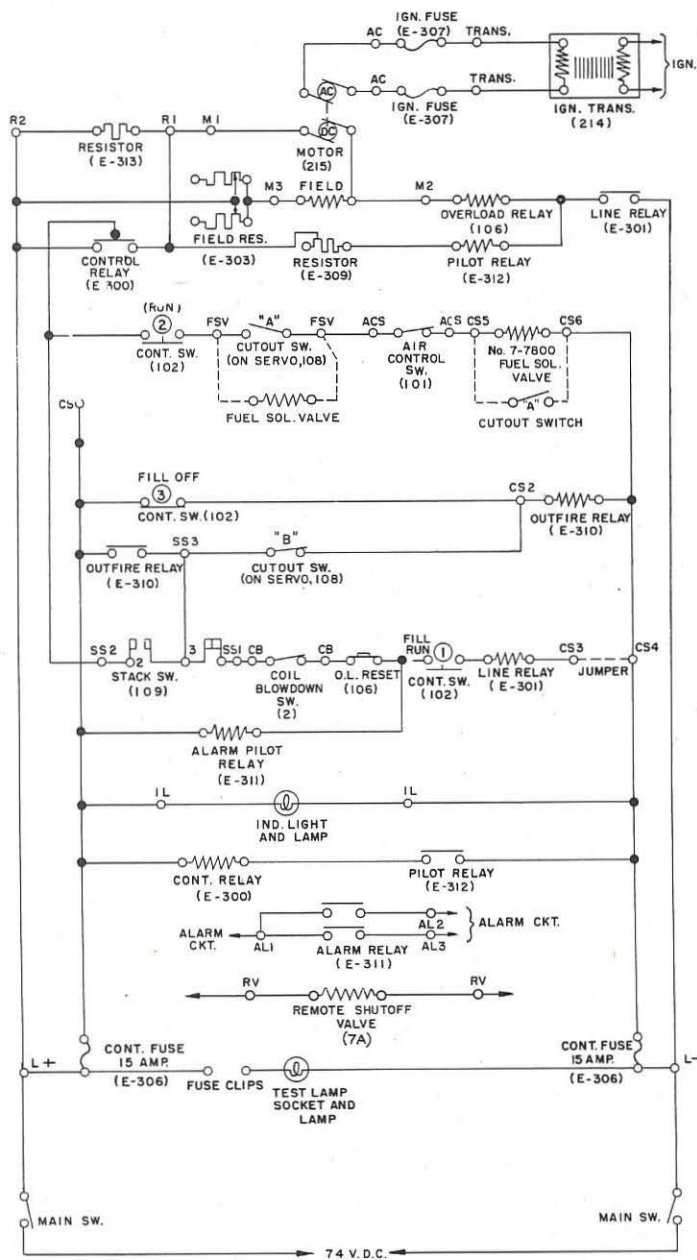 IGN. FUSE
(E-307)
AC
TRANS.
AC
TRANS.
IGN.
AC
IGN. FUSE
(E-307)
IGN. TRANS.
(214)
R2
R1
M1
DC
RESISTOR
(E-313)
MOTOR
(215)
M3
FIELD
M2
FIELD RES.
(E-303)
OVERLOAD RELAY
(106)
LINE RELAY
(E-301)
CONTROL
RELAY
(E 300)
RESISTOR
(E-309)
PILOT RELAY
(E-312)
(RUN)
2
CONT. SW.
(102)
FSV
"A"
FSV
CUTOUT SW.
(ON SERVO, 108)
ACS
ACS
AIR
CONTROL
SW.
(101)
CS5
CS6
No. 7-7800
FUEL SOL.
VALVE
FUEL SOL. VALVE
"A"
CUTOUT SWITCH
CS
FILL OFF
3
CONT. SW. (102)
CS2
OUTFIRE RELAY
(E-310)
OUTFIRE RELAY
(E-310)
SS3
"B"
CUTOUT SW.
(ON SERVO, 108)
SS2
2
3
STACK SW.
(109)
SS1
CB
CB
COIL
BLOWDOWN
SW.
(2)
O.L. RESET
(106)
FILL
RUN
1
CONT. SW.
(102)
LINE RELAY
(E-301)
CS3
JUMPER
CS4
ALARM PILOT
RELAY
(E-311)
IL
IL
IND. LIGHT
AND LAMP
CONT. RELAY
(E-300)
PILOT RELAY
(E-312)
ALARM
CKT.
AL1
AL2
AL3
ALARM CKT.
ALARM RELAY
(E-311)
RV
RV
REMOTE SHUTOFF
VALVE
(7A)
L+
CONT. FUSE
15 AMP.
(E-306)
FUSE CLIPS
TEST LAMP
SOCKET AND
LAMP
CONT. FUSE
15 AMP.
(E-306)
L-
MAIN SW.
MAIN SW.
74 V. D.C.